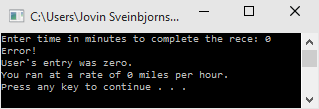 C:\Users\Jovin Sveinbjorns...
Enter time in minutes to complete the rece: 0
Error!
User's entry was zero.
You ran at a rate of 0 miles per hour.
Press any key to continue . . .